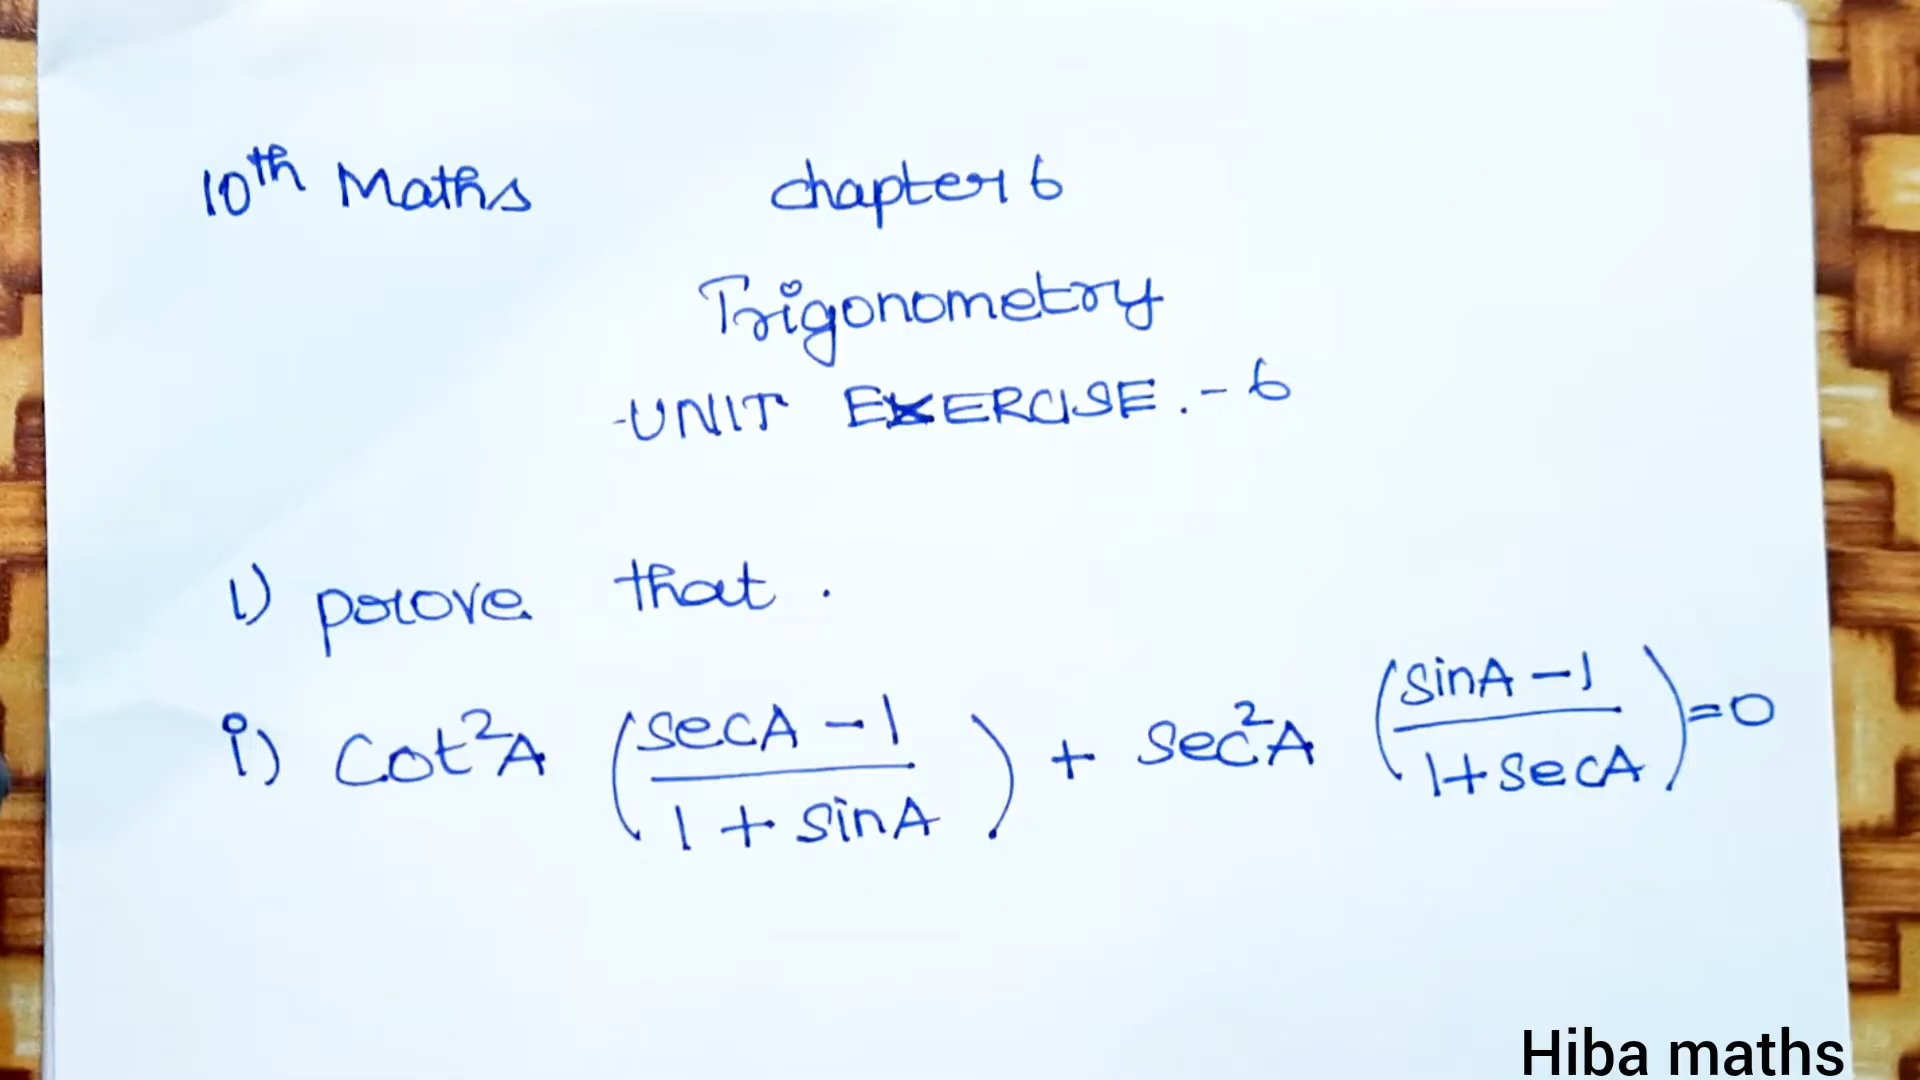 10th Maths chapter 6
Trigonometry
-UNIT EXERCISE. - 6
1) prove that.
i) Cot²A (secA - 1 / 1 + sinA) + sec²A (sinA - 1 / 1 + secA) = 0
Hiba maths